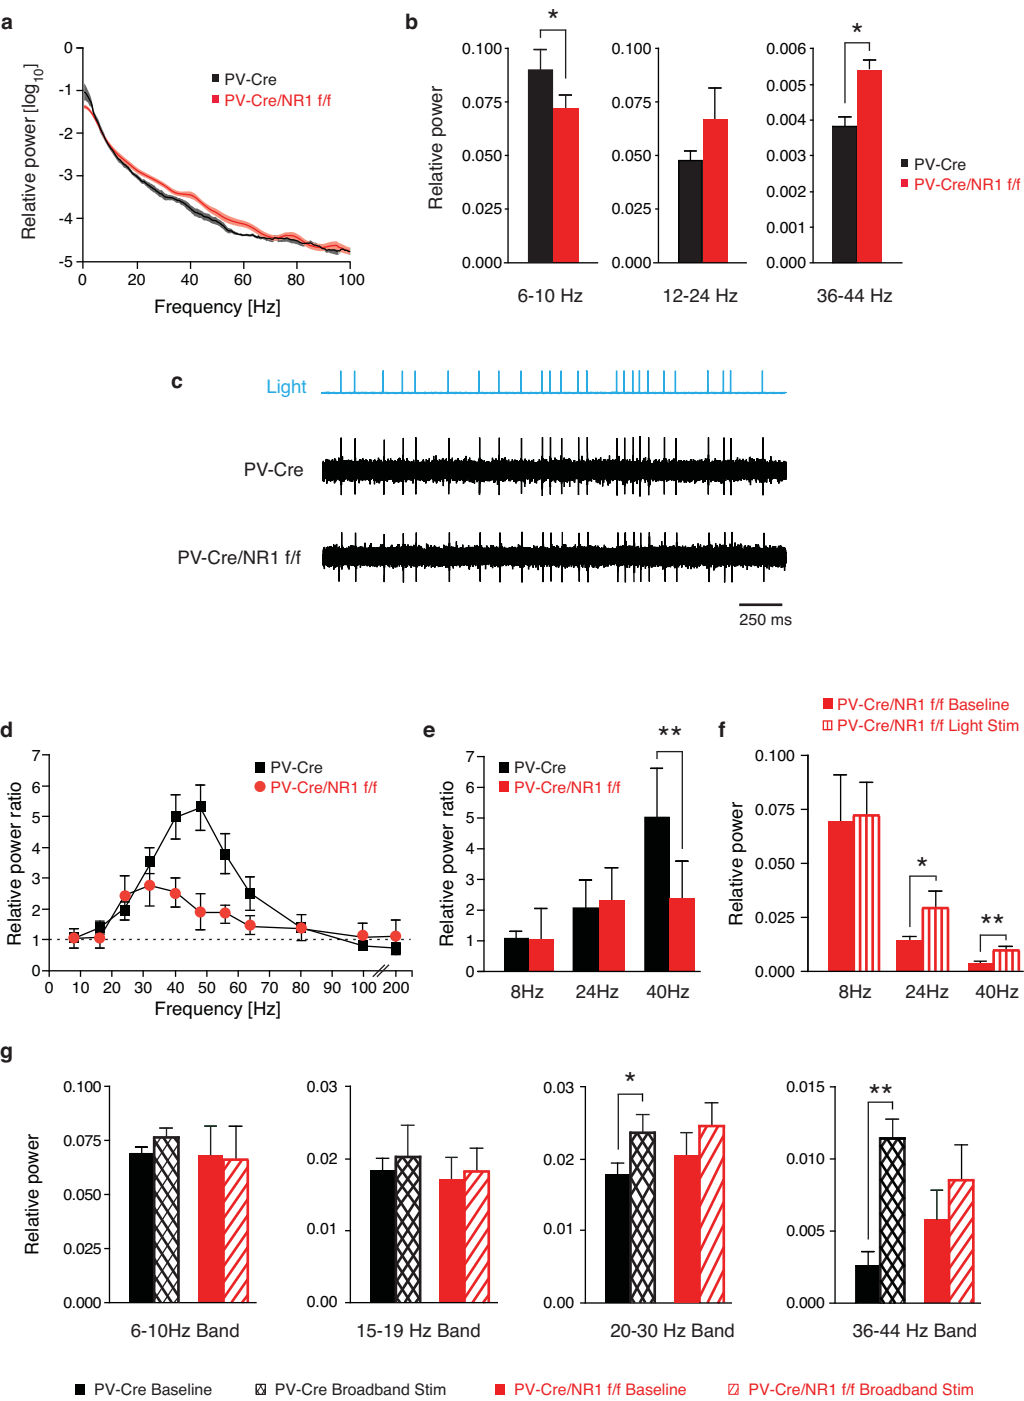 a
0
-1
-2
-3
-4
-5
Relative power [log10]
PV-Cre
PV-Cre/NR1 f/f
0 20 40 60 80 100
Frequency [Hz]
b
*
*
0.100
0.075
0.050
0.025
0.000
Relative power
6-10 Hz
0.100
0.075
0.050
0.025
0.000
12-24 Hz
0.006
0.005
0.004
0.003
0.002
0.001
0.000
36-44 Hz
PV-Cre
PV-Cre/NR1 f/f
c
Light
PV-Cre
PV-Cre/NR1 f/f
250 ms
d
7
6
5
4
3
2
1
0
Relative power ratio
PV-Cre
PV-Cre/NR1 f/f
0 10 20 30 40 50 60 70 80 90 100 200
Frequency [Hz]
e
**
7
6
5
4
3
2
1
0
Relative power ratio
PV-Cre
PV-Cre/NR1 f/f
8Hz 24Hz 40Hz
f
PV-Cre/NR1 f/f Baseline
PV-Cre/NR1 f/f Light Stim
0.100
0.075
0.050
0.025
0.000
Relative power
*
**
8Hz 24Hz 40Hz
g
0.100
0.075
0.050
0.025
0.000
Relative power
6-10Hz Band
0.03
0.02
0.01
0.00
15-19 Hz Band
*
0.03
0.02
0.01
0.00
20-30 Hz Band
**
0.015
0.010
0.005
0.000
36-44 Hz Band
PV-Cre Baseline
PV-Cre Broadband Stim
PV-Cre/NR1 f/f Baseline
PV-Cre/NR1 f/f Broadband Stim